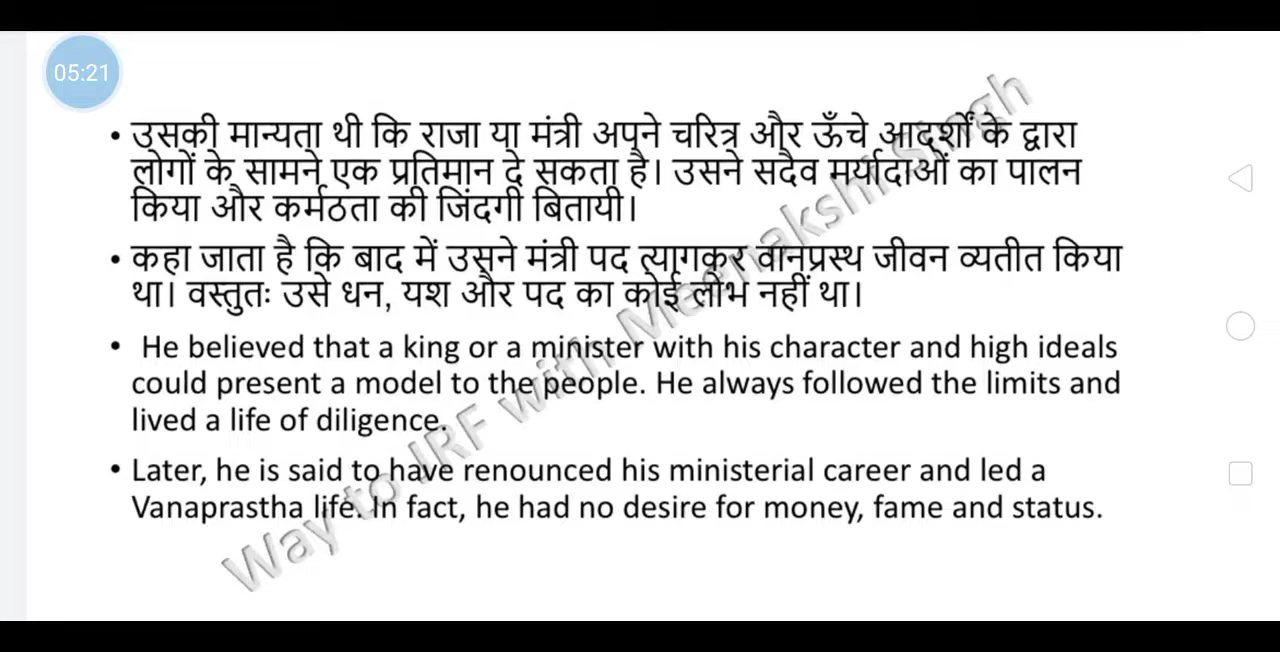 05:21
• उसकी मान्यता थी कि राजा या मंत्री अपने चरित्र और ऊँचे आदर्शों के द्वारा
लोगों के सामने एक प्रतिमान दे सकता है। उसने सदैव मर्यादाओं का पालन
किया और कर्मठता की जिंदगी बितायी।
• कहा जाता है कि बाद में उसने मंत्री पद त्यागकर वानप्रस्थ जीवन व्यतीत किया
था। वस्तुतः उसे धन, यश और पद का कोई लोभ नहीं था।
• He believed that a king or a minister with his character and high ideals
could present a model to the people. He always followed the limits and
lived a life of diligence.
• Later, he is said to have renounced his ministerial career and led a
Vanaprastha life. In fact, he had no desire for money, fame and status.
Way to JRF with Meenakshi Singh